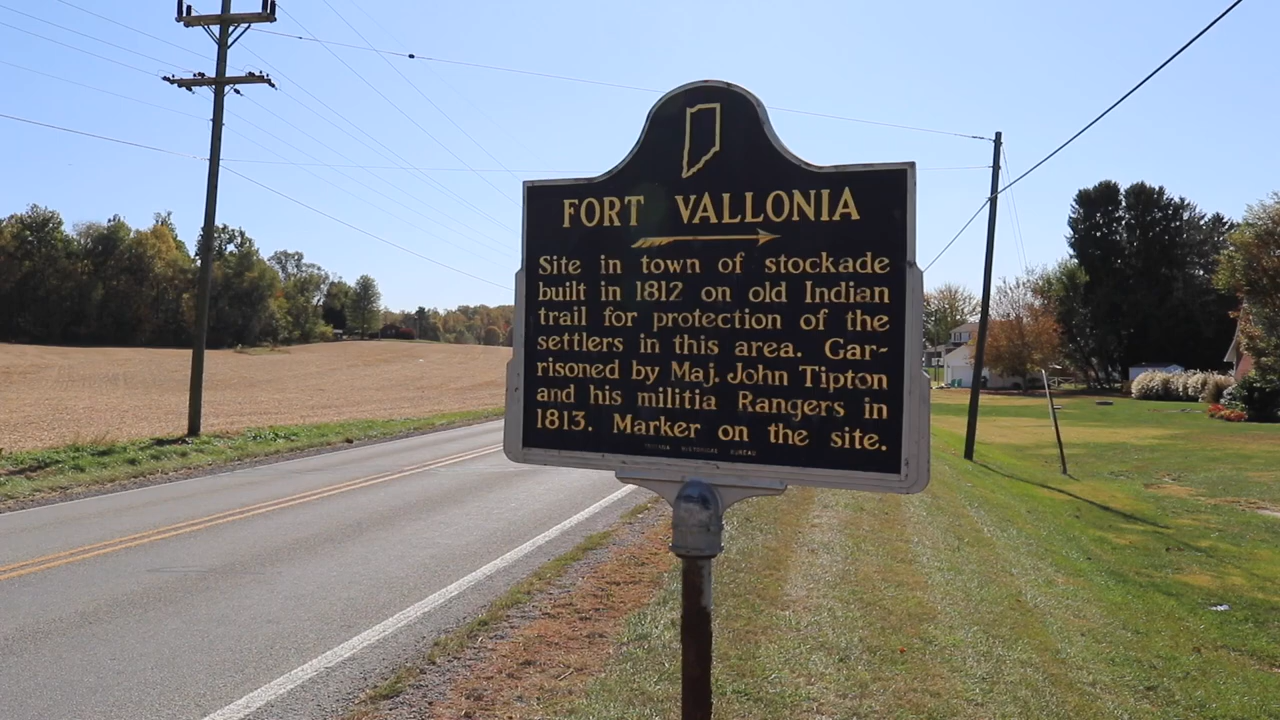 FORT VALLONIA
Site in town of stockade
built in 1812 on old Indian
trail for protection of the
settlers in this area. Gar-
risoned by Maj. John Tipton
and his militia Rangers in
1813. Marker on the site.
HISTORICAL BUREAU